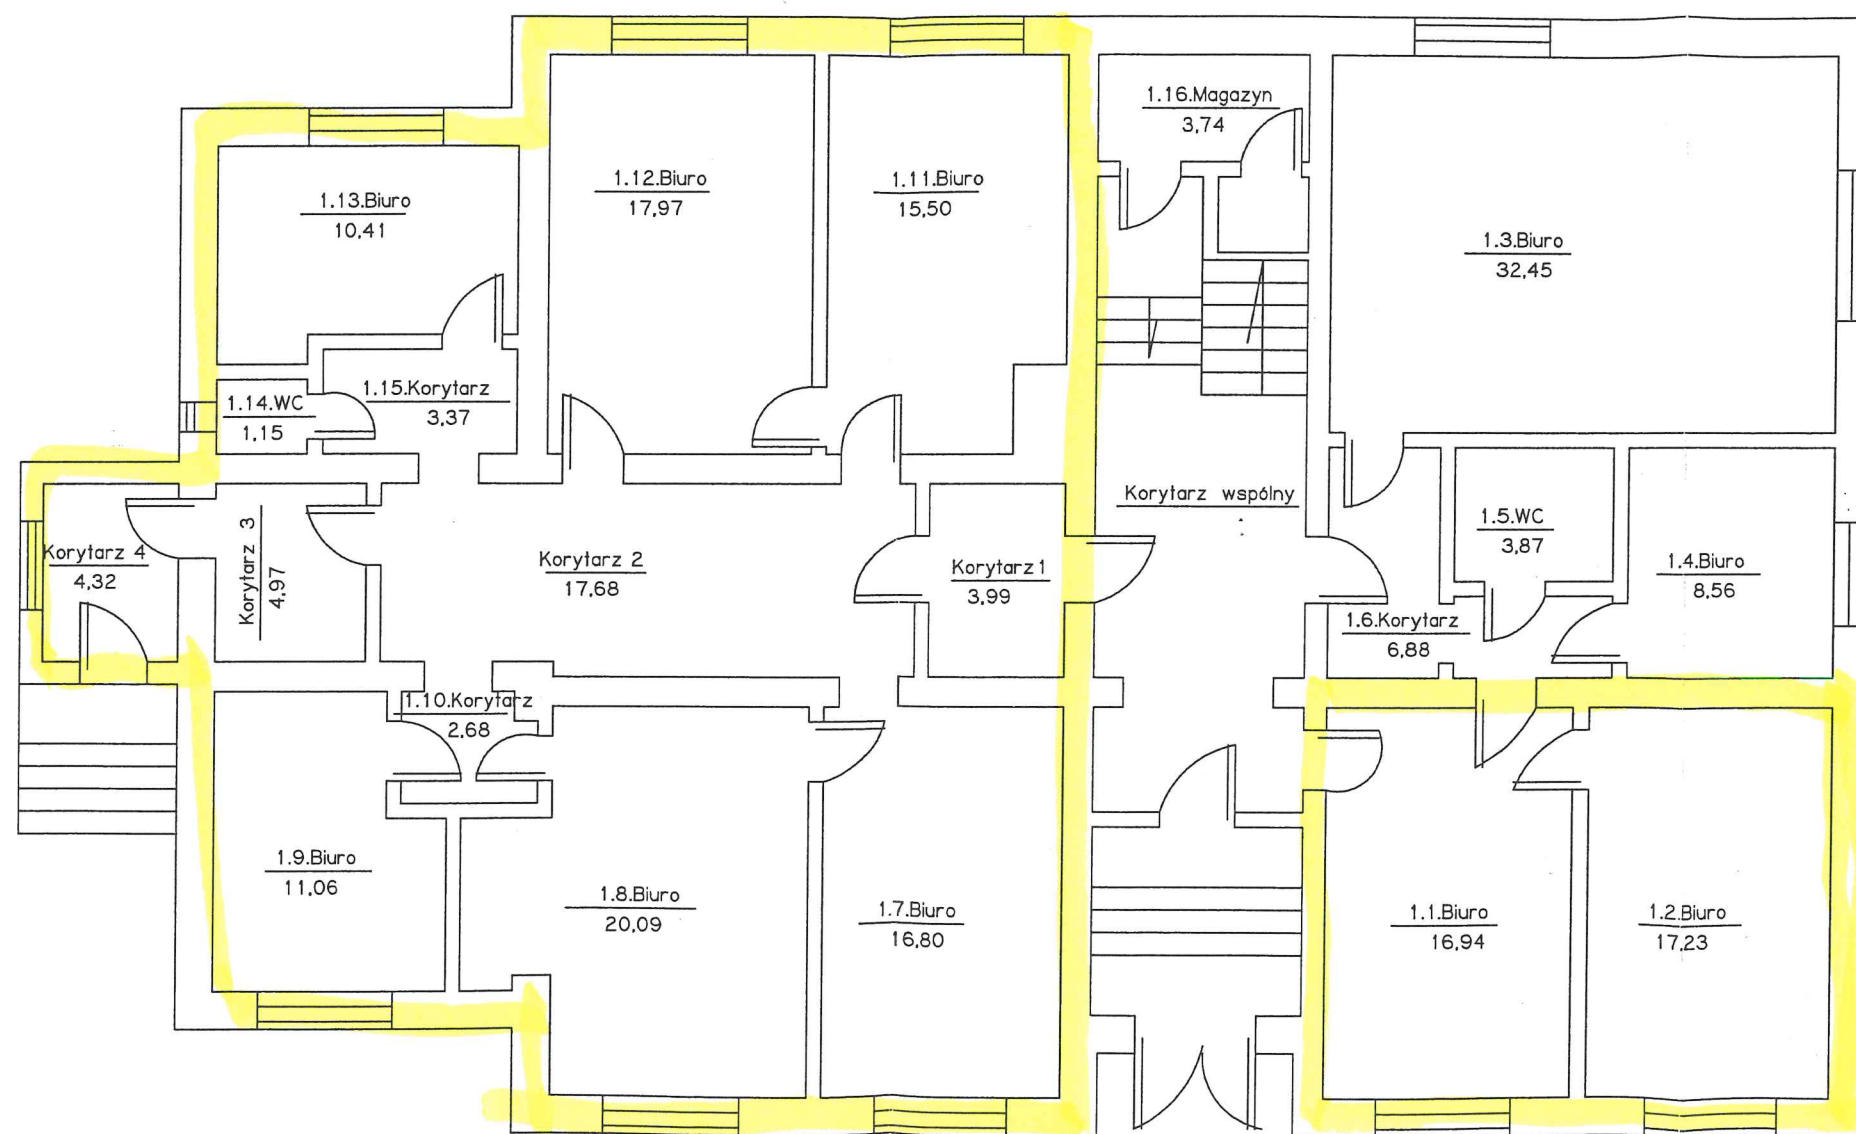 1.16.Magazyn
3,74
1.12.Biuro
17,97
1.11.Biuro
15,50
1.13.Biuro
10,41
1.3.Biuro
32,45
1.15.Korytarz
3,37
1.14.WC
1,15
Korytarz wspólny
1.5.WC
3,87
Korytarz 4
4,32
Korytarz 3
4,97
Korytarz 2
17,68
Korytarz 1
3,99
1.4.Biuro
8,56
1.6.Korytarz
6,88
1.10.Korytarz
2,68
1.9.Biuro
11,06
1.8.Biuro
20,09
1.7.Biuro
16,80
1.1.Biuro
16,94
1.2.Biuro
17,23